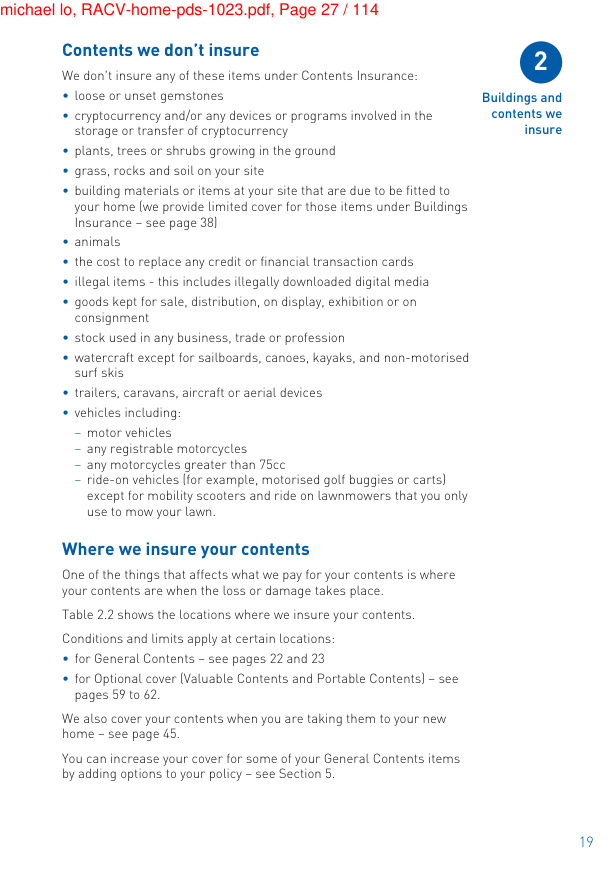 michael lo, RACV-home-pds-1023.pdf, Page 27 / 114
Contents we don't insure
We don't insure any of these items under Contents Insurance:
• loose or unset gemstones
• cryptocurrency and/or any devices or programs involved in the
storage or transfer of cryptocurrency
• plants, trees or shrubs growing in the ground
• grass, rocks and soil on your site
• building materials or items at your site that are due to be fitted to
your home (we provide limited cover for those items under Buildings
Insurance – see page 38)
• animals
• the cost to replace any credit or financial transaction cards
• illegal items - this includes illegally downloaded digital media
• goods kept for sale, distribution, on display, exhibition or on
consignment
• stock used in any business, trade or profession
• watercraft except for sailboards, canoes, kayaks, and non-motorised
surf skis
• trailers, caravans, aircraft or aerial devices
• vehicles including:
– motor vehicles
– any registrable motorcycles
– any motorcycles greater than 75cc
– ride-on vehicles (for example, motorised golf buggies or carts)
except for mobility scooters and ride on lawnmowers that you only
use to mow your lawn.
Where we insure your contents
One of the things that affects what we pay for your contents is where
your contents are when the loss or damage takes place.
Table 2.2 shows the locations where we insure your contents.
Conditions and limits apply at certain locations:
• for General Contents – see pages 22 and 23
• for Optional cover (Valuable Contents and Portable Contents) – see
pages 59 to 62.
We also cover your contents when you are taking them to your new
home – see page 45.
You can increase your cover for some of your General Contents items
by adding options to your policy – see Section 5.
2
Buildings and
contents we
insure
19